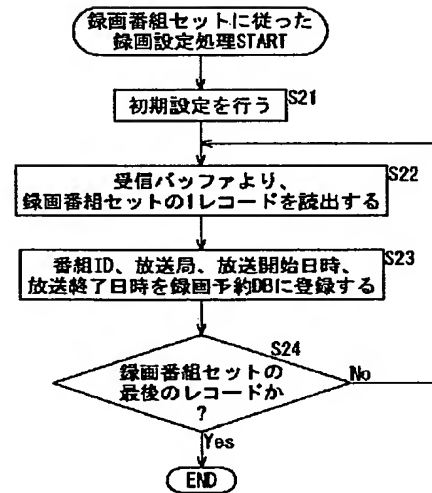 録画番組セットに従った
録画設定処理START
初期設定を行う
S21
受信バッファより、
録画番組セットの1レコードを読出する
S22
番組ID、放送局、放送開始日時、
放送終了日時を録画予約DBに登録する
S23
S24
録画番組セットの
最後のレコードか
?
No
Yes
END